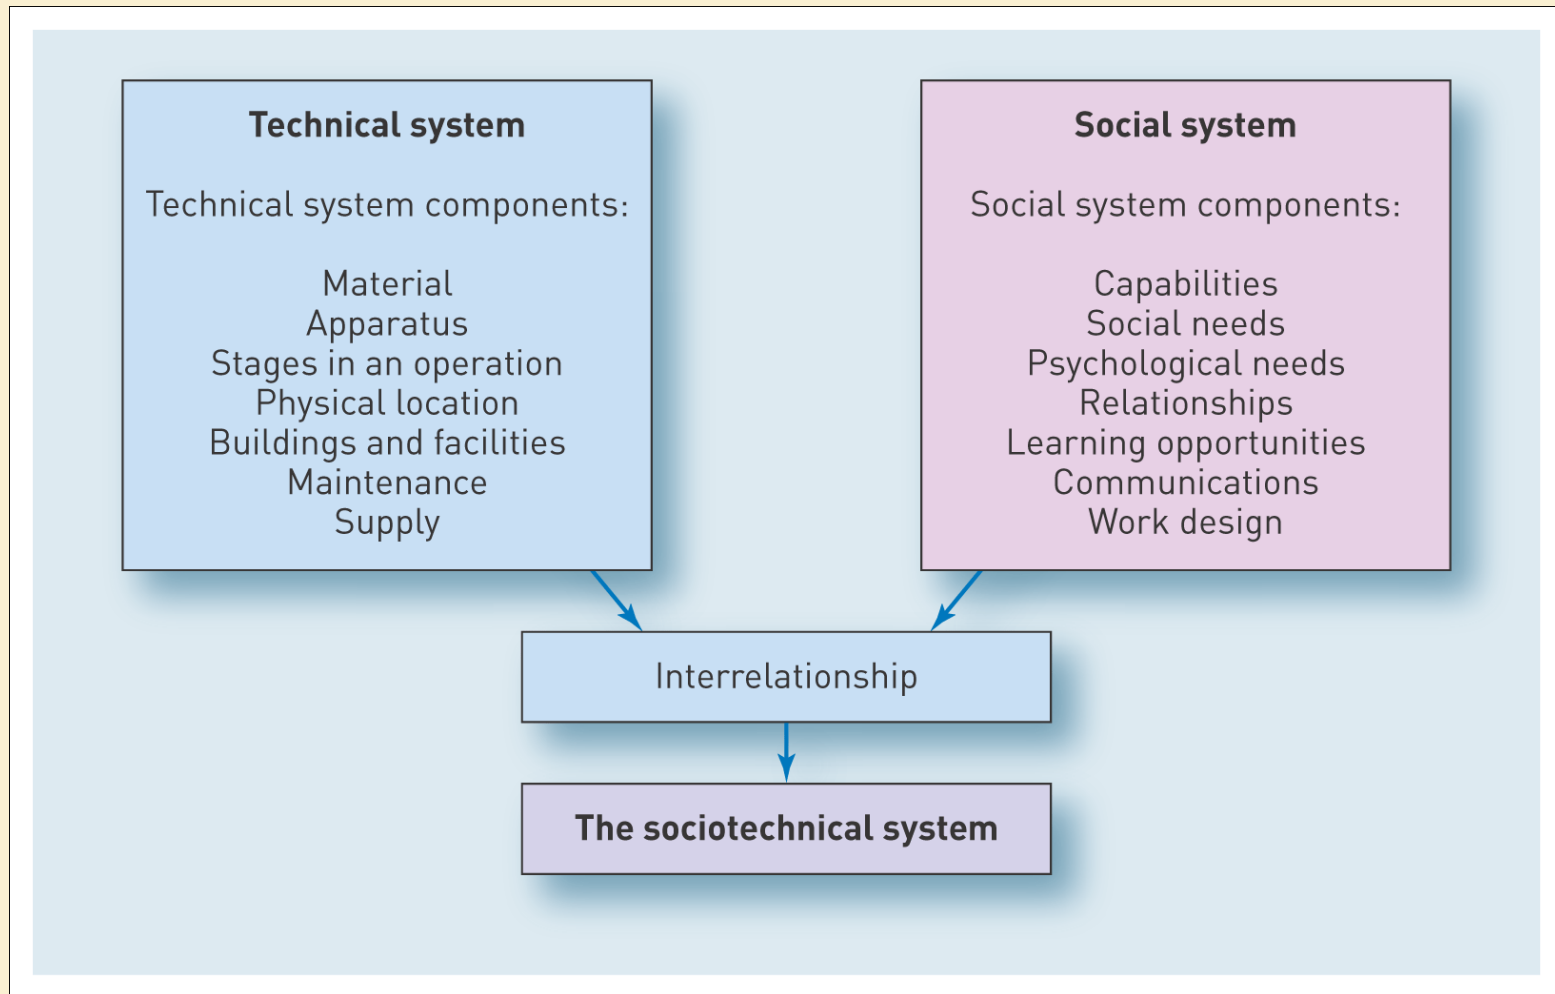 Technical system
Technical system components:
Material
Apparatus
Stages in an operation
Physical location
Buildings and facilities
Maintenance
Supply
Social system
Social system components:
Capabilities
Social needs
Psychological needs
Relationships
Learning opportunities
Communications
Work design
Interrelationship
The sociotechnical system